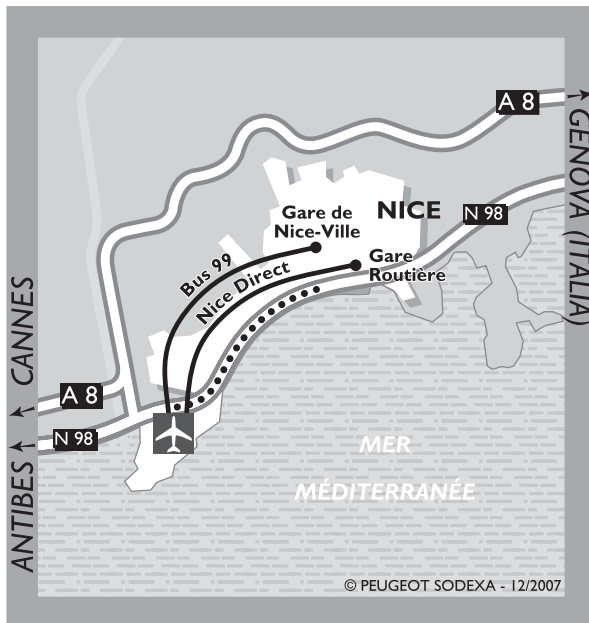 A 8
GENOVA (ITALIA)
Gare de
Nice-Ville
NICE
N 98
Gare
Routière
Bus 99
Nice Direct
CANNES
A 8
N 98
ANTIBES
MER
MÉDITERRANÉE
© PEUGEOT SODEXA - 12/2007